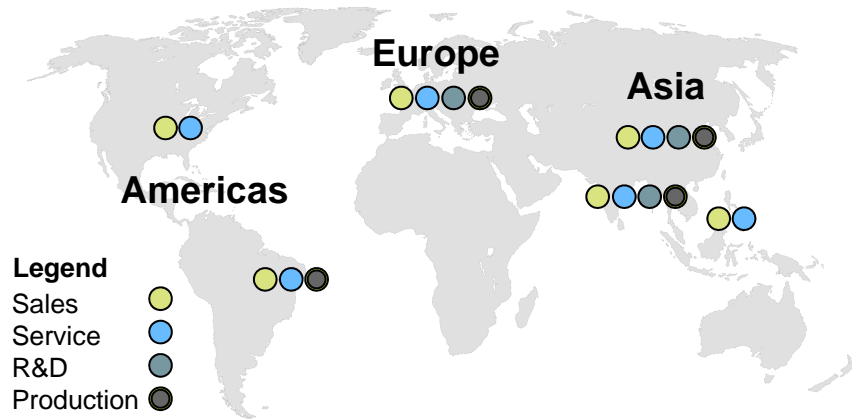 Europe
Asia
Americas
Legend
Sales
Service
R&D
Production